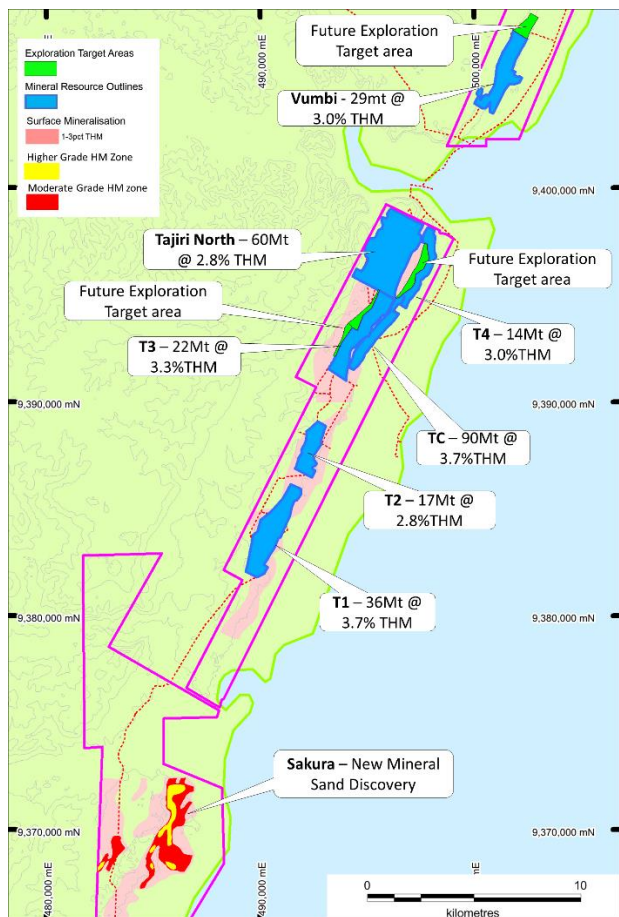 Exploration Target Areas
Mineral Resource Outlines
Surface Mineralisation
1-3pct THM
Higher Grade HM Zone
Moderate Grade HM zone
490,000 mE
500,000 mE
Future Exploration
Target area
Vumbi - 29mt @
3.0% THM
9,400,000 mN
Tajiri North – 60Mt
@ 2.8% THM
Future Exploration
Target area
Future Exploration
Target area
T4 – 14Mt @
3.0%THM
T3 – 22Mt @
3.3%THM
9,390,000 mN
9,390,000 mN
TC – 90Mt @
3.7%THM
T2 – 17Mt @
2.8%THM
T1 – 36Mt @
3.7% THM
9,380,000 mN
9,380,000 mN
Sakura – New Mineral
Sand Discovery
9,370,000 mN
9,370,000 mN
480,000 mE
490,000 mE
0 10
kilometres